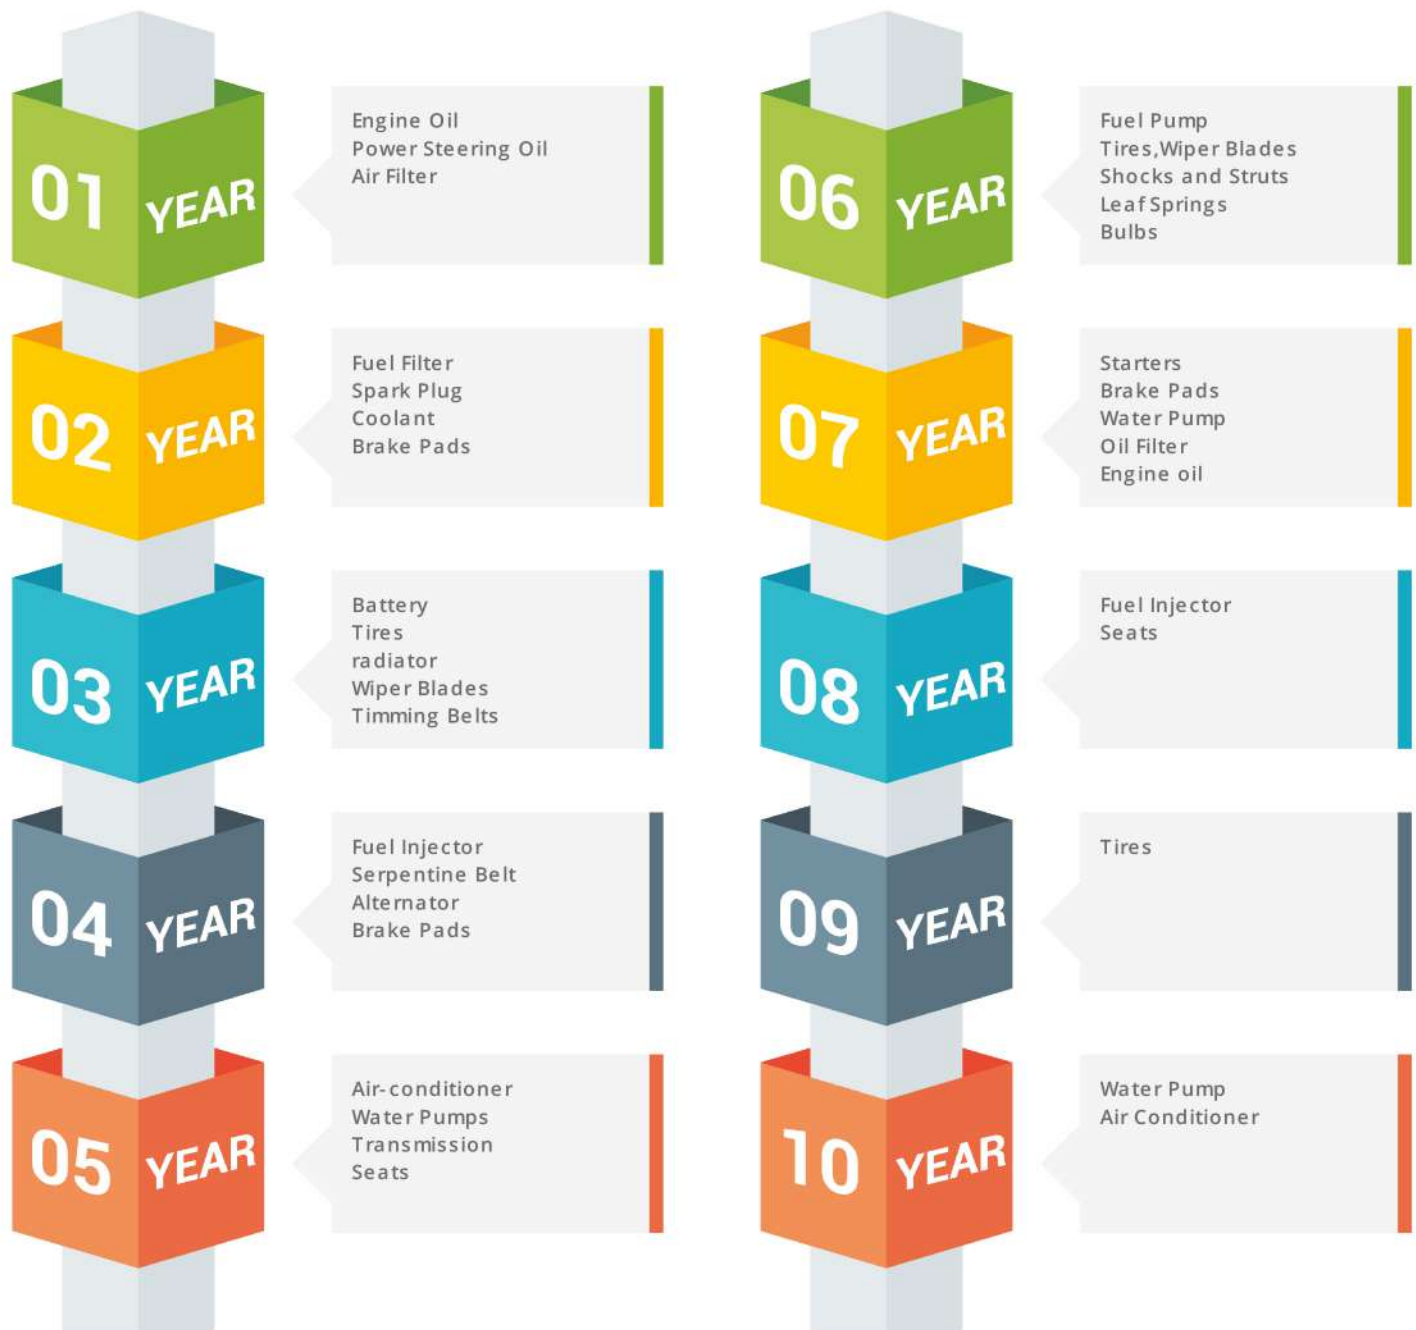 01 YEAR
Engine Oil
Power Steering Oil
Air Filter
02 YEAR
Fuel Filter
Spark Plug
Coolant
Brake Pads
03 YEAR
Battery
Tires
radiator
Wiper Blades
Timming Belts
04 YEAR
Fuel Injector
Serpentine Belt
Alternator
Brake Pads
05 YEAR
Air-conditioner
Water Pumps
Transmission
Seats
06 YEAR
Fuel Pump
Tires,Wiper Blades
Shocks and Struts
Leaf Springs
Bulbs
07 YEAR
Starters
Brake Pads
Water Pump
Oil Filter
Engine oil
08 YEAR
Fuel Injector
Seats
09 YEAR
Tires
10 YEAR
Water Pump
Air Conditioner